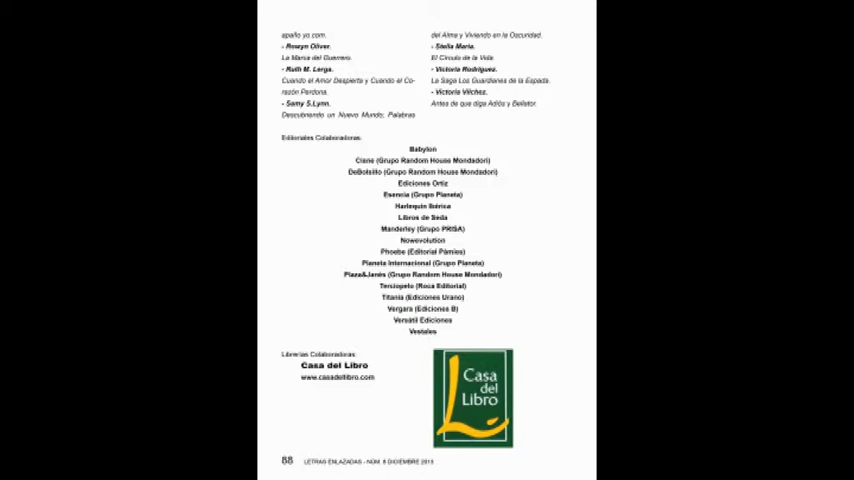 apaño yo com.
- Rowyn Oliver.
La Marca del Guerrero.
- Ruth M. Lerga.
Cuando el Amor Despierta y Cuando el Co-
razón Perdona.
- Samy S.Lynn.
Descubriendo un Nuevo Mundo, Palabras
del Alma y Viviendo en la Oscuridad.
- Stella Maria.
El Círculo de la Vida.
- Victoria Rodríguez.
La Saga Los Guardianes de la Espada.
- Victoria Vílchez.
Antes de que diga Adiós y Bellator.
Editoriales Colaboradoras:
Babylon
Cisne (Grupo Random House Mondadori)
DeBolsillo (Grupo Random House Mondadori)
Ediciones Ortiz
Esencia (Grupo Planeta)
Harlequin Ibérica
Libros de Seda
Manderley (Grupo PRISA)
Nowevolution
Phoebe (Editorial Pámies)
Planeta Internacional (Grupo Planeta)
Plaza&Janés (Grupo Random House Mondadori)
Terciopelo (Roca Editorial)
Titania (Ediciones Urano)
Vergara (Ediciones B)
Versátil Ediciones
Vestales
Librerías Colaboradoras:
Casa del Libro
www.casadellibro.com
Casa
del
Libro
88 LETRAS ENLAZADAS - NÚM. 8 DICIEMBRE 2013